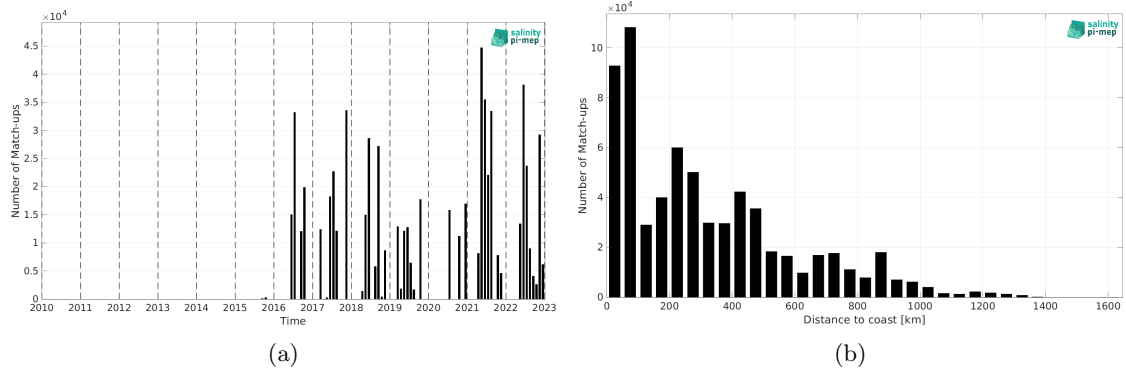 ×10⁴
salinity
pi-mep
4.5
4
3.5
3
2.5
2
1.5
1
0.5
0
Number of Match-ups
2010 2011 2012 2013 2014 2015 2016 2017 2018 2019 2020 2021 2022 2023
Time
(a)
×10⁴
salinity
pi-mep
10
8
6
4
2
0
Number of Match-ups
0 200 400 600 800 1000 1200 1400 1600
Distance to coast [km]
(b)